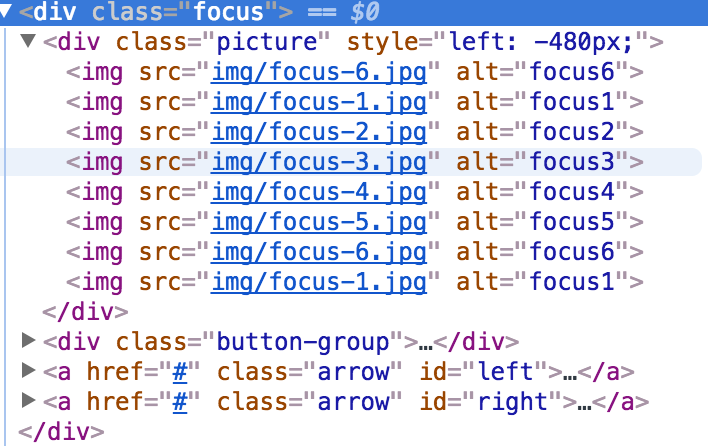 ▼<div class="focus"> == $0
▼<div class="picture" style="left: -480px;">
<img src="img/focus-6.jpg" alt="focus6">
<img src="img/focus-1.jpg" alt="focus1">
<img src="img/focus-2.jpg" alt="focus2">
<img src="img/focus-3.jpg" alt="focus3">
<img src="img/focus-4.jpg" alt="focus4">
<img src="img/focus-5.jpg" alt="focus5">
<img src="img/focus-6.jpg" alt="focus6">
<img src="img/focus-1.jpg" alt="focus1">
</div>
▶<div class="button-group">…</div>
▶<a href="#" class="arrow" id="left">…</a>
▶<a href="#" class="arrow" id="right">…</a>
</div>